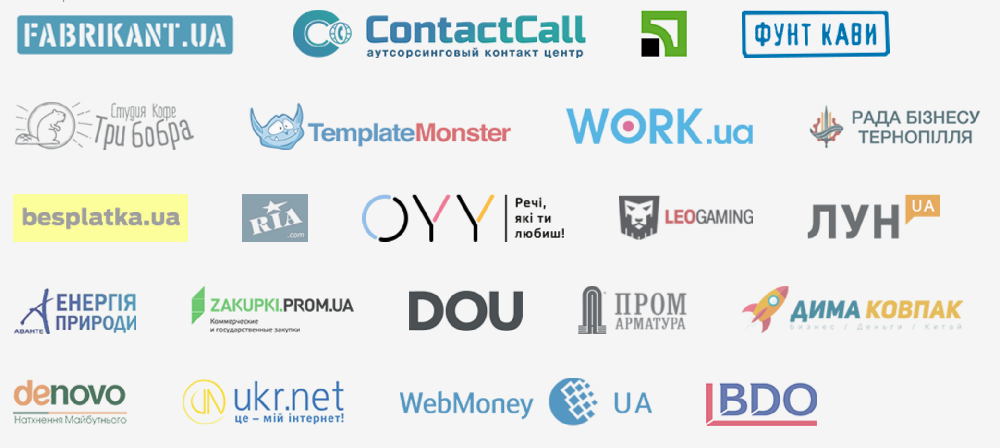 FABRIKANT.UA
ContactCall
аутсорсинговый контакт центр
ФУНТ КАВИ
Студия Кофе
Три бобра
TemplateMonster
WORK.ua
РАДА БІЗНЕСУ
ТЕРНОПІЛЛЯ
besplatka.ua
RIA
.com
OYY
Речі,
які ти
любиш!
LEOGAMING
ЛУН
UA
ЕНЕРГІЯ
ПРИРОДИ
АВАНТЕ
ZAKUPKI.PROM.UA
Коммерческие
и государственные закупки
DOU
ПРОМ
АРМАТУРА
ДИМА КОВПАК
Бизнес / Деньги / Китай
denovo
Натхнення Майбутнього
ukr.net
це – мій інтернет!
WebMoney UA
BDO